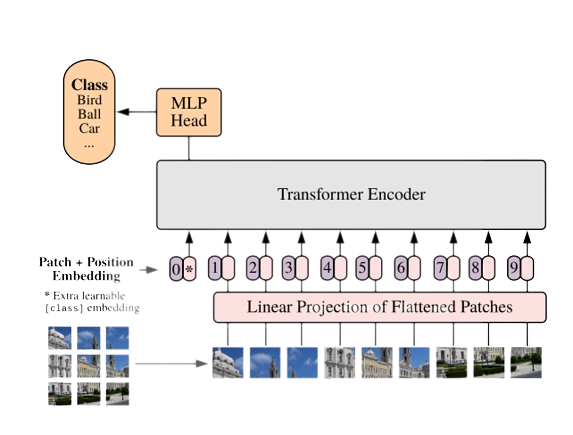 Class
Bird
Ball
Car
...
MLP
Head
Transformer Encoder
Patch + Position
Embedding
0 * 1 2 3 4 5 6 7 8 9
* Extra learnable
[class] embedding
Linear Projection of Flattened Patches